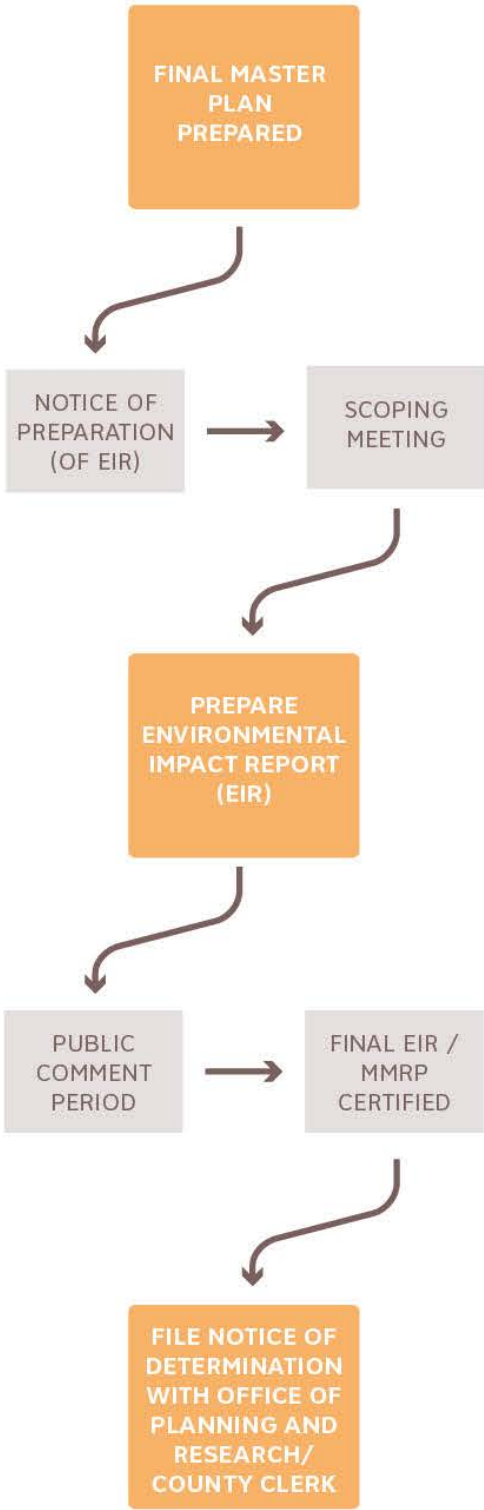 FINAL MASTER
PLAN
PREPARED
NOTICE OF
PREPARATION
(OF EIR)
SCOPING
MEETING
PREPARE
ENVIRONMENTAL
IMPACT REPORT
(EIR)
PUBLIC
COMMENT
PERIOD
FINAL EIR /
MMRP
CERTIFIED
FILE NOTICE OF
DETERMINATION
WITH OFFICE OF
PLANNING AND
RESEARCH/
COUNTY CLERK